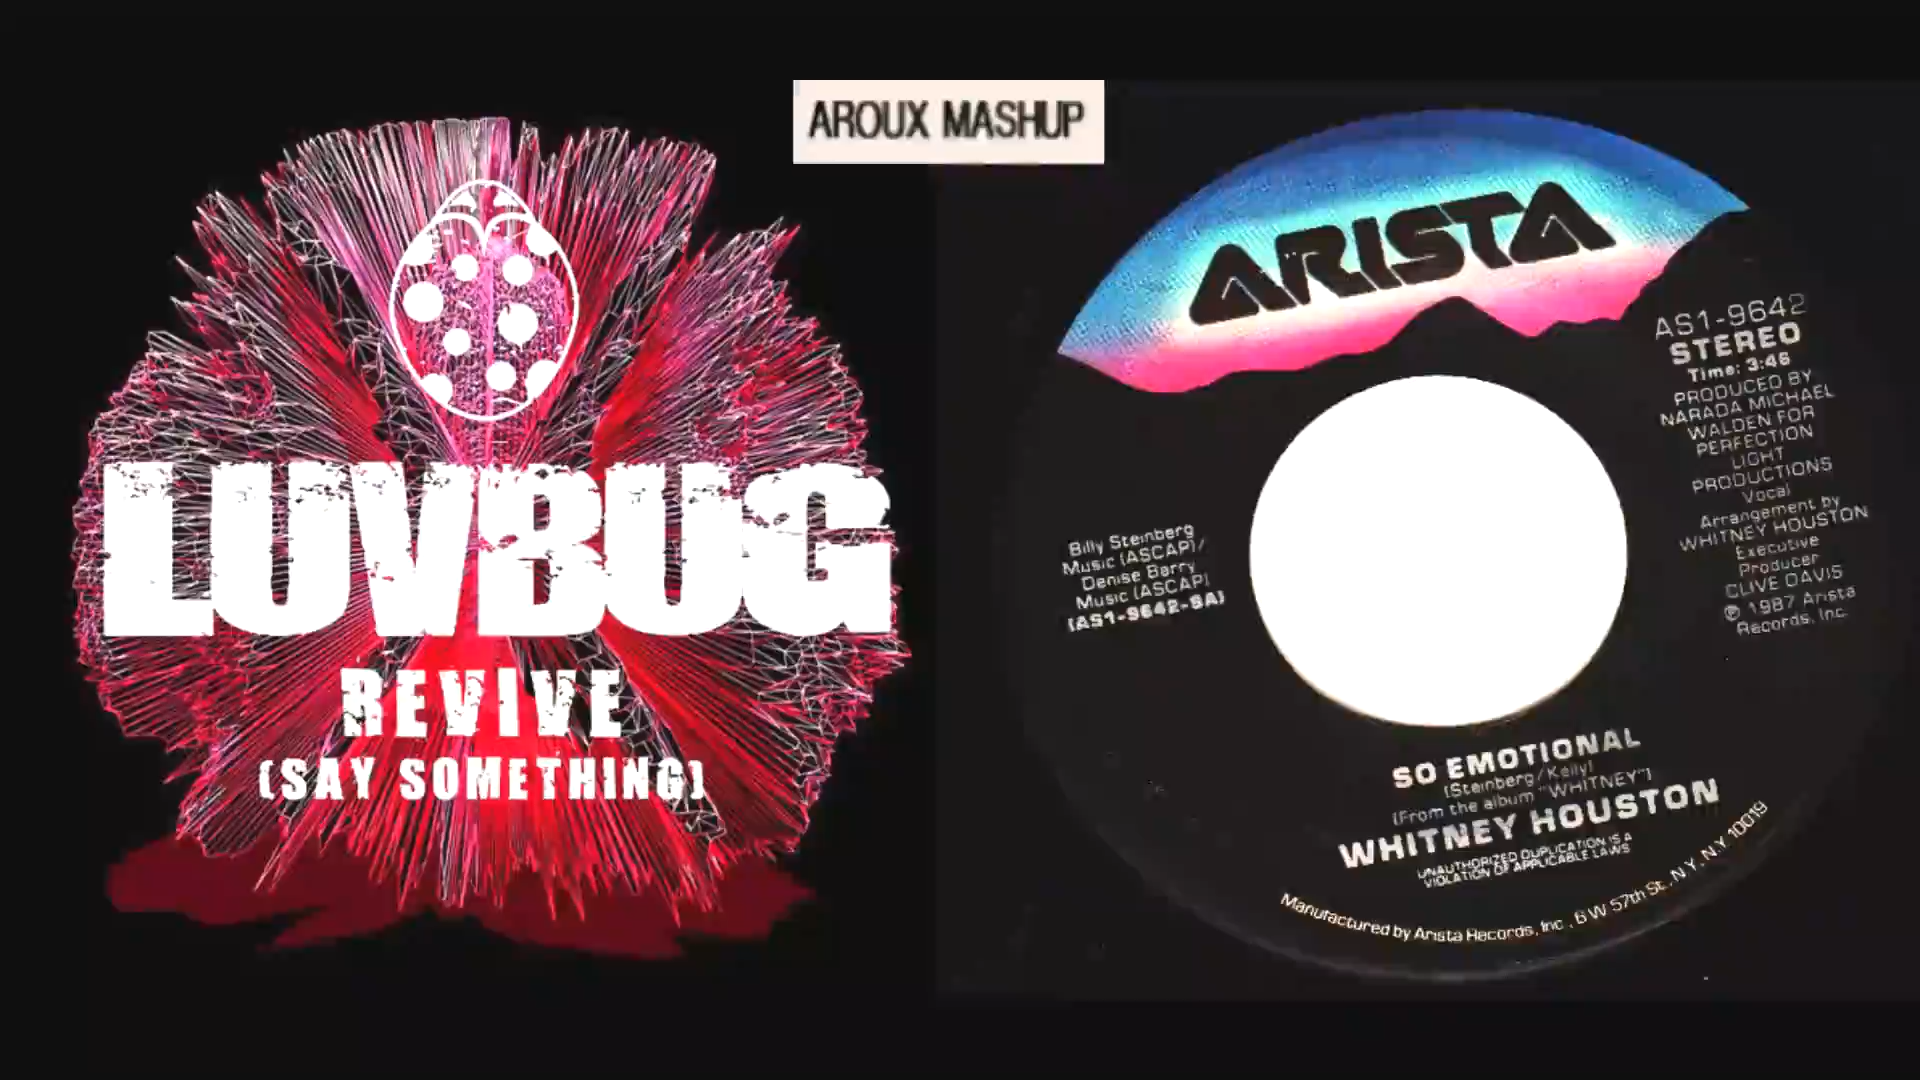 AROUX MASHUP
LUVBUG
REVIVE
(SAY SOMETHING)
ARISTA
AS1-9642
STEREO
Time: 3:46
PRODUCED BY
NARADA MICHAEL
WALDEN FOR
PERFECTION
LIGHT
PRODUCTIONS
Vocal
Arrangement by
WHITNEY HOUSTON
Executive
Producer
CLIVE DAVIS
℗ 1987 Arista
Records, Inc.
Billy Steinberg
Music (ASCAP)/
Denise Barry
Music (ASCAP)
(AS1-9642-SA)
SO EMOTIONAL
(Steinberg/Kelly)
(From the album "WHITNEY")
WHITNEY HOUSTON
UNAUTHORIZED DUPLICATION IS A
VIOLATION OF APPLICABLE LAWS
Manufactured by Arista Records, Inc., 6 W 57th St., N.Y., N.Y. 10019